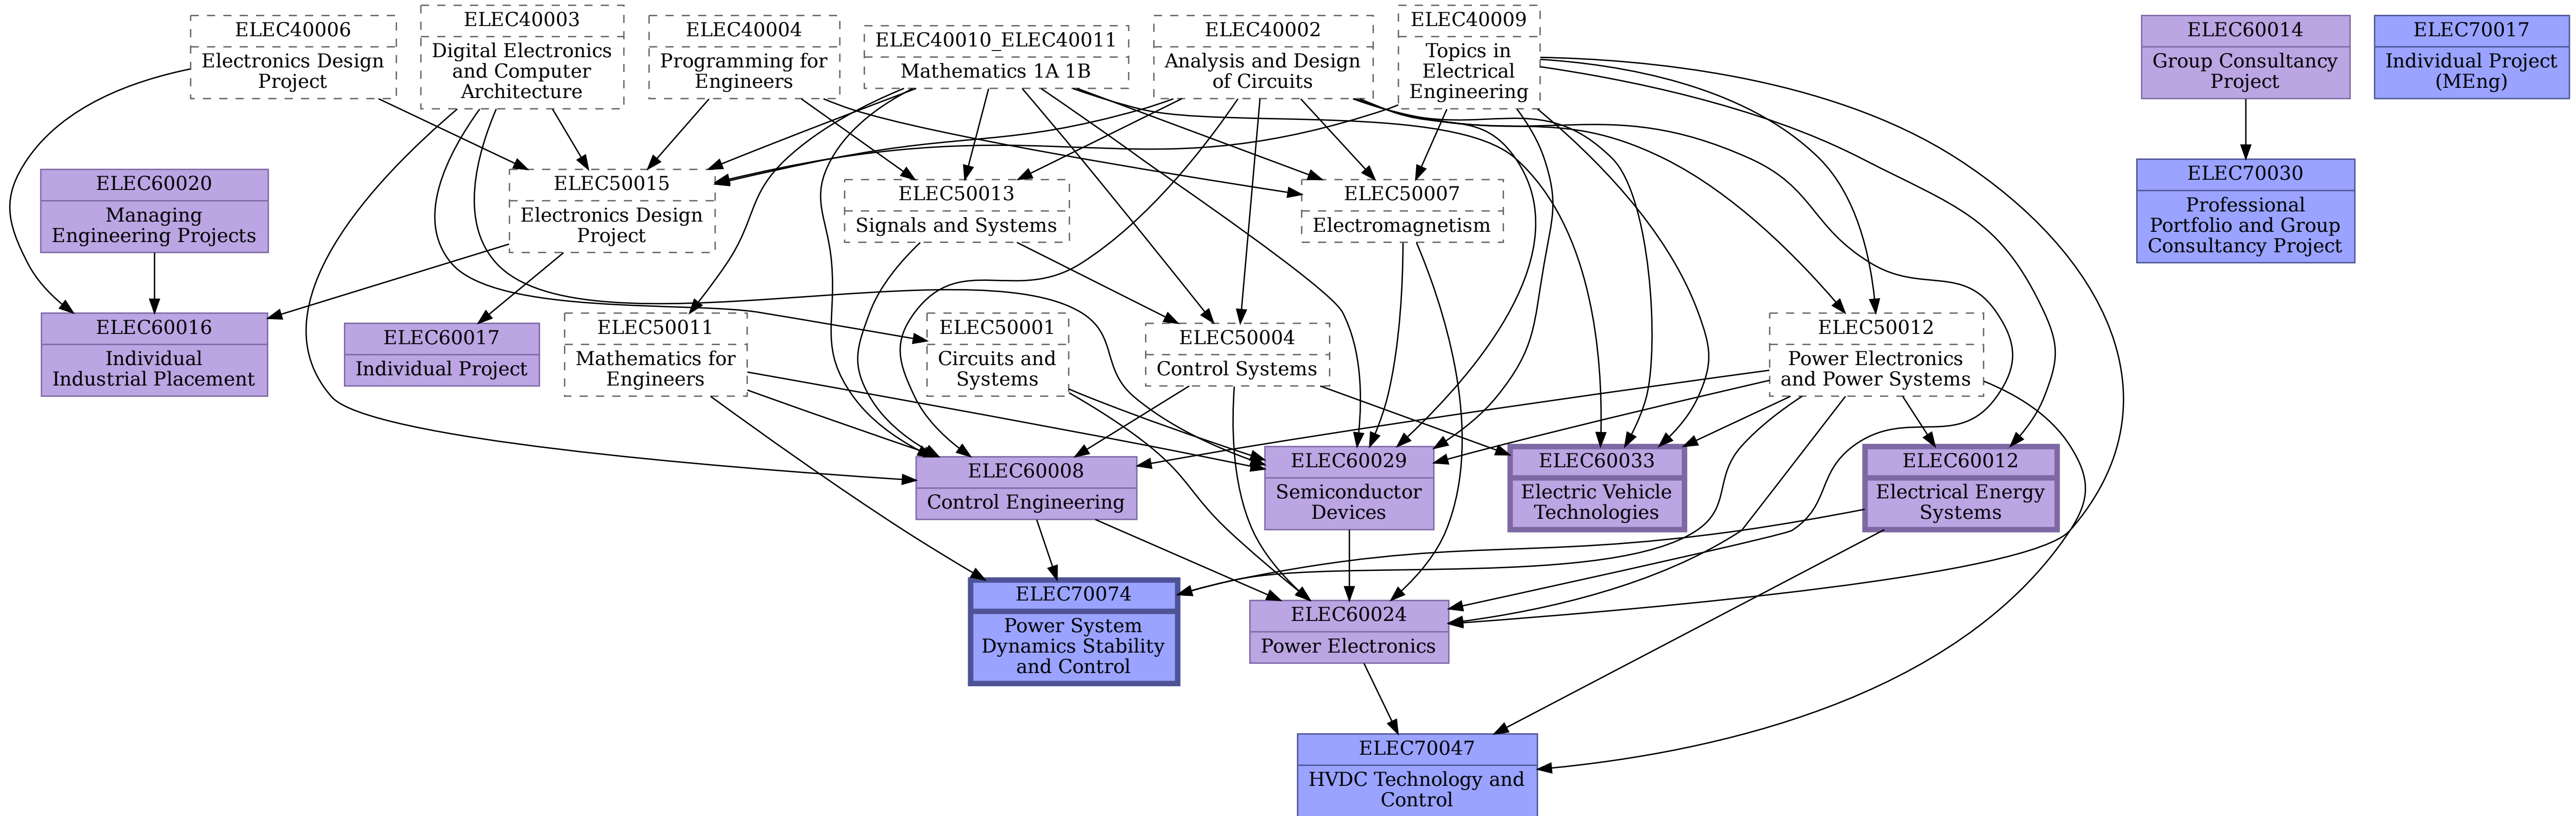 ELEC40006
Electronics Design
Project
ELEC40003
Digital Electronics
and Computer
Architecture
ELEC40004
Programming for
Engineers
ELEC40010_ELEC40011
Mathematics 1A 1B
ELEC40002
Analysis and Design
of Circuits
ELEC40009
Topics in
Electrical
Engineering
ELEC60014
Group Consultancy
Project
ELEC70017
Individual Project
(MEng)
ELEC60020
Managing
Engineering Projects
ELEC50015
Electronics Design
Project
ELEC50013
Signals and Systems
ELEC50007
Electromagnetism
ELEC70030
Professional
Portfolio and Group
Consultancy Project
ELEC60016
Individual
Industrial Placement
ELEC60017
Individual Project
ELEC50011
Mathematics for
Engineers
ELEC50001
Circuits and
Systems
ELEC50004
Control Systems
ELEC50012
Power Electronics
and Power Systems
ELEC60008
Control Engineering
ELEC60029
Semiconductor
Devices
ELEC60033
Electric Vehicle
Technologies
ELEC60012
Electrical Energy
Systems
ELEC70074
Power System
Dynamics Stability
and Control
ELEC60024
Power Electronics
ELEC70047
HVDC Technology and
Control